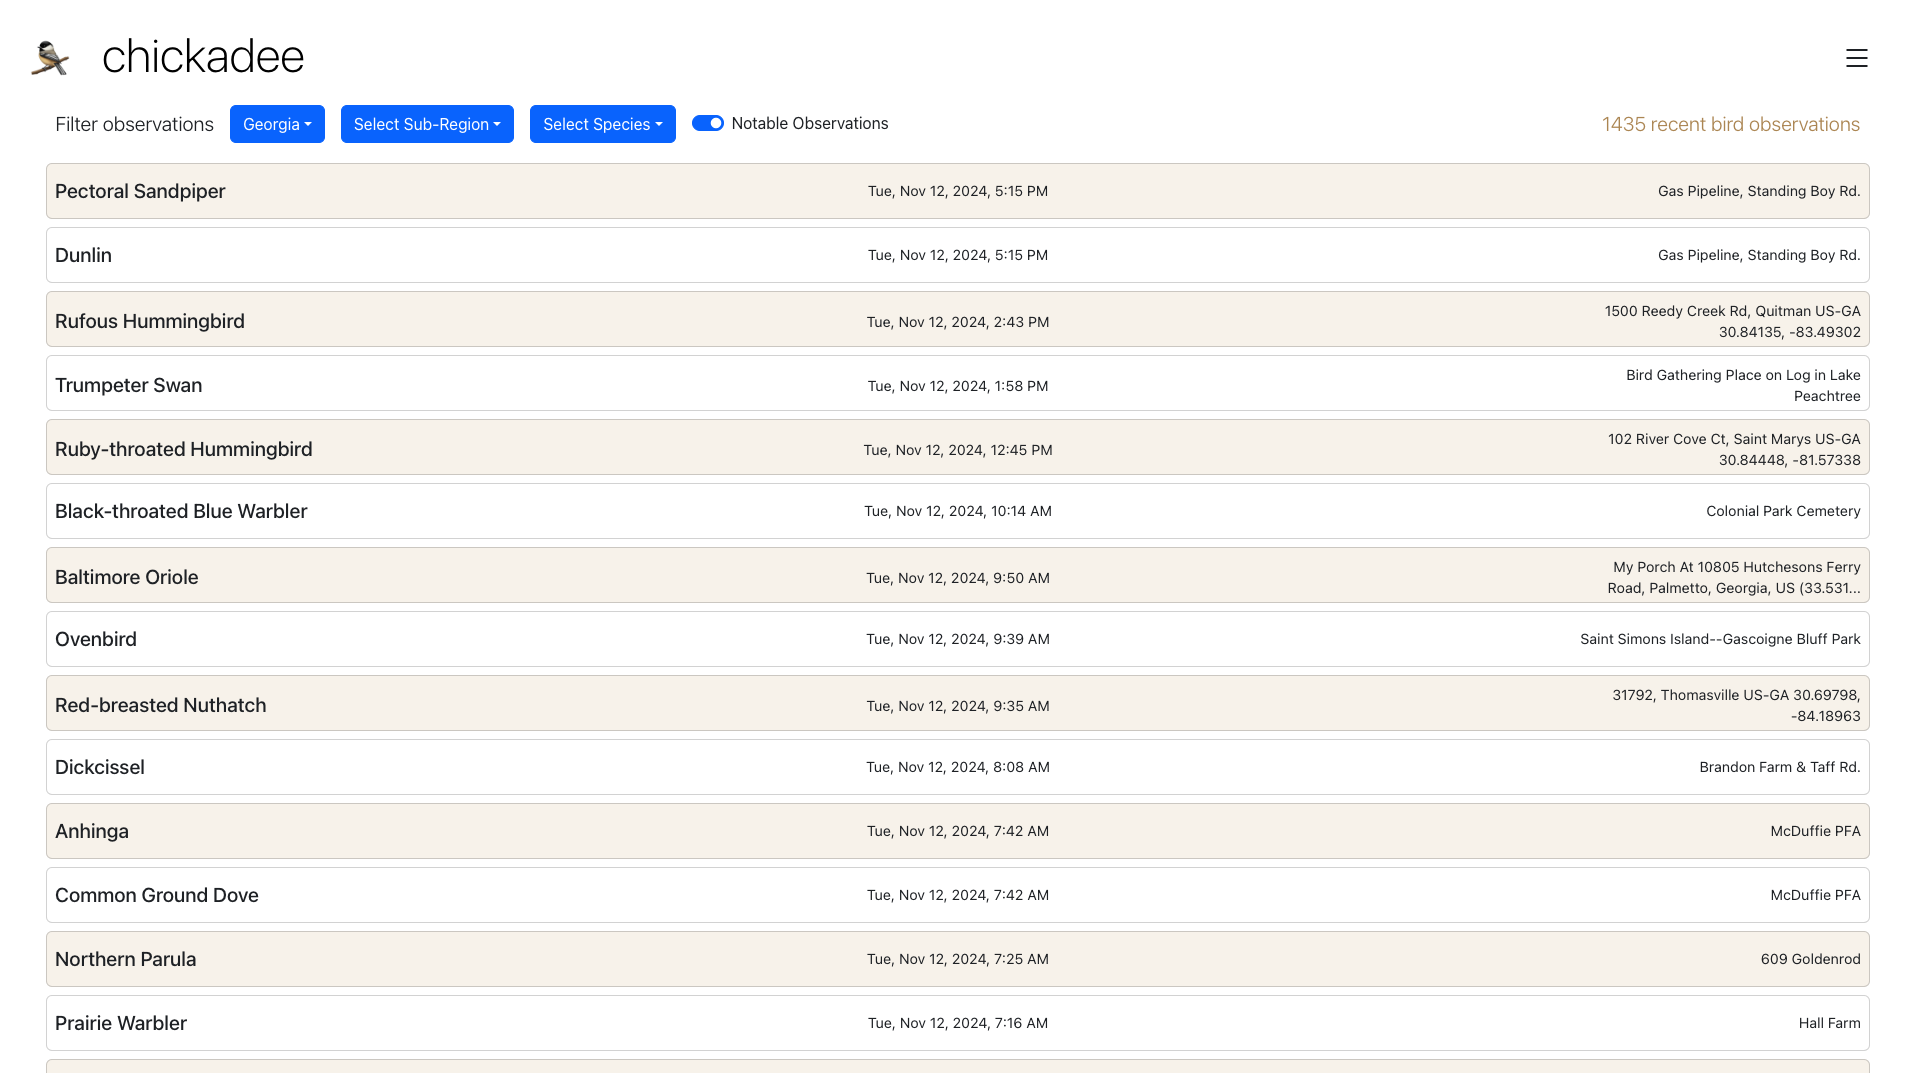 chickadee
Filter observations Georgia Select Sub-Region Select Species Notable Observations 1435 recent bird observations
Pectoral Sandpiper Tue, Nov 12, 2024, 5:15 PM Gas Pipeline, Standing Boy Rd.
Dunlin Tue, Nov 12, 2024, 5:15 PM Gas Pipeline, Standing Boy Rd.
Rufous Hummingbird Tue, Nov 12, 2024, 2:43 PM 1500 Reedy Creek Rd, Quitman US-GA
30.84135, -83.49302
Trumpeter Swan Tue, Nov 12, 2024, 1:58 PM Bird Gathering Place on Log in Lake
Peachtree
Ruby-throated Hummingbird Tue, Nov 12, 2024, 12:45 PM 102 River Cove Ct, Saint Marys US-GA
30.84448, -81.57338
Black-throated Blue Warbler Tue, Nov 12, 2024, 10:14 AM Colonial Park Cemetery
Baltimore Oriole Tue, Nov 12, 2024, 9:50 AM My Porch At 10805 Hutchesons Ferry
Road, Palmetto, Georgia, US (33.531...
Ovenbird Tue, Nov 12, 2024, 9:39 AM Saint Simons Island--Gascoigne Bluff Park
Red-breasted Nuthatch Tue, Nov 12, 2024, 9:35 AM 31792, Thomasville US-GA 30.69798,
-84.18963
Dickcissel Tue, Nov 12, 2024, 8:08 AM Brandon Farm & Taff Rd.
Anhinga Tue, Nov 12, 2024, 7:42 AM McDuffie PFA
Common Ground Dove Tue, Nov 12, 2024, 7:42 AM McDuffie PFA
Northern Parula Tue, Nov 12, 2024, 7:25 AM 609 Goldenrod
Prairie Warbler Tue, Nov 12, 2024, 7:16 AM Hall Farm